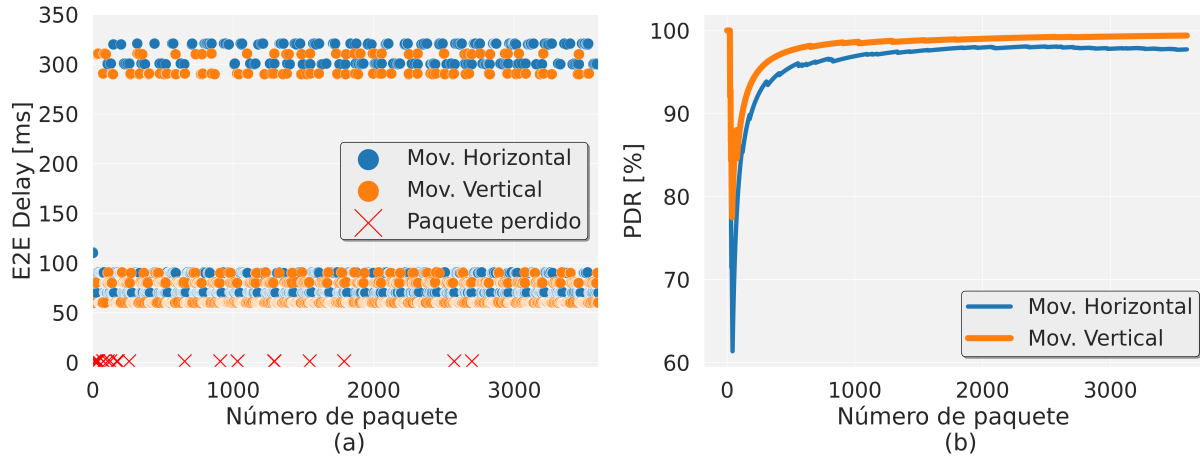 350
300
250
200
150
100
50
0
E2E Delay [ms]
Mov. Horizontal
Mov. Vertical
Paquete perdido
0 1000 2000 3000
Número de paquete
(a)
100
90
80
70
60
PDR [%]
Mov. Horizontal
Mov. Vertical
0 1000 2000 3000
Número de paquete
(b)